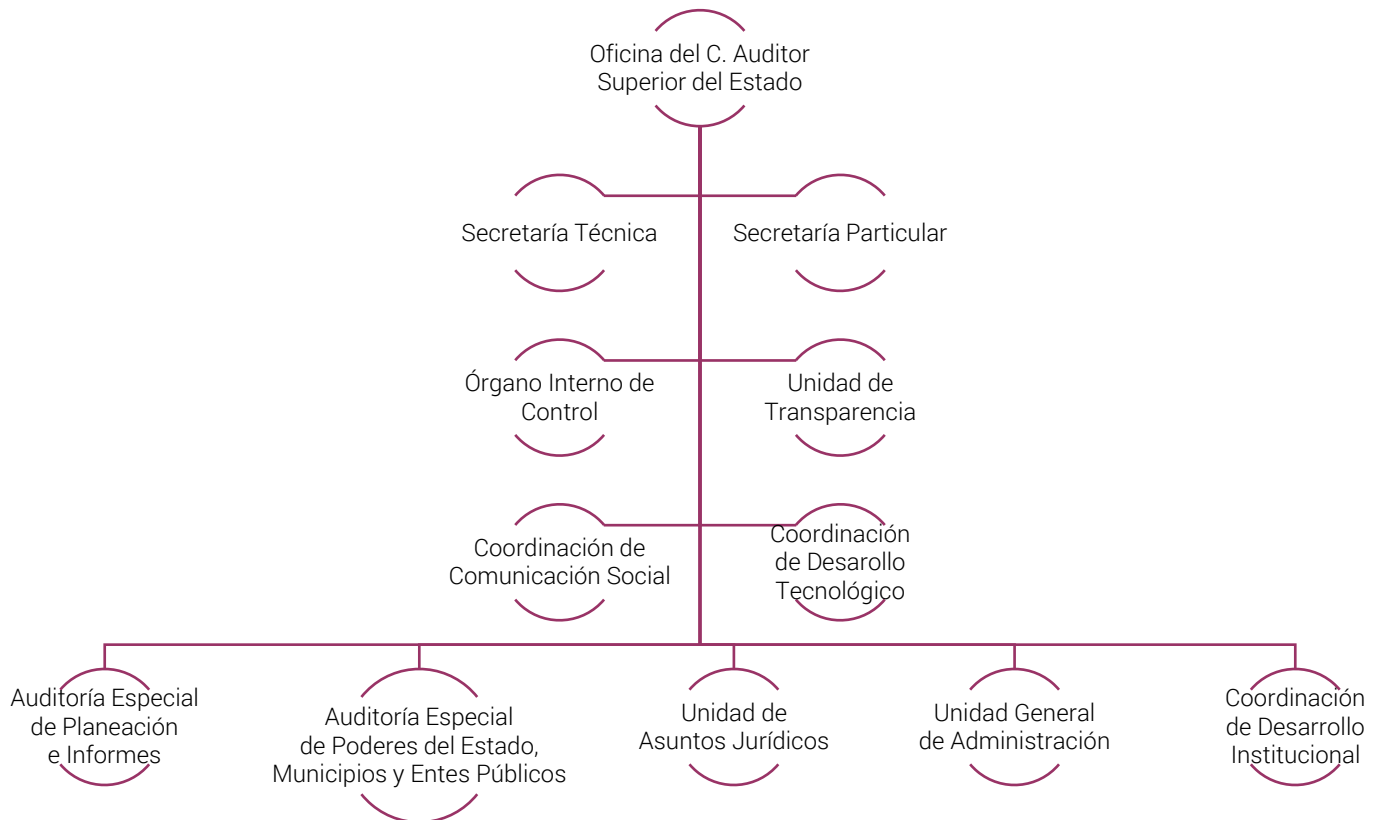 Oficina del C. Auditor
Superior del Estado
Secretaría Técnica
Secretaría Particular
Órgano Interno de
Control
Unidad de
Transparencia
Coordinación de
Comunicación Social
Coordinación
de Desarollo
Tecnológico
Auditoría Especial
de Planeación
e Informes
Auditoría Especial
de Poderes del Estado,
Municipios y Entes Públicos
Unidad de
Asuntos Jurídicos
Unidad General
de Administración
Coordinación
de Desarrollo
Institucional